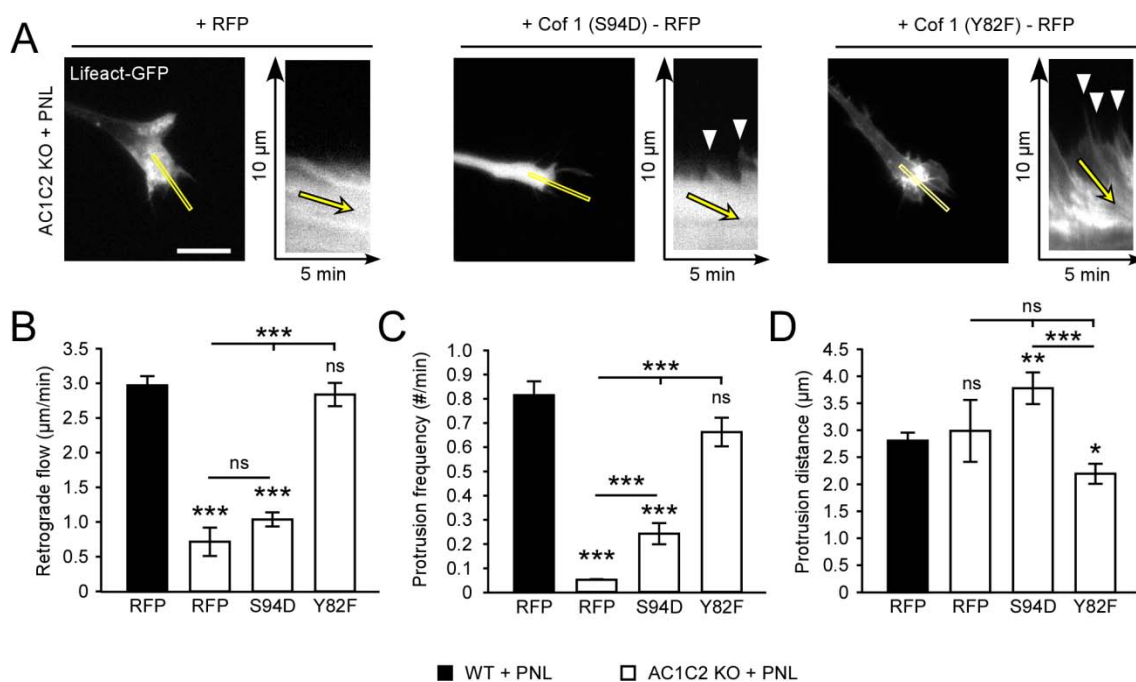 A
+ RFP
+ Cof 1 (S94D) - RFP
+ Cof 1 (Y82F) - RFP
AC1C2 KO + PNL
Lifeact-GFP
10 µm
5 min
10 µm
5 min
10 µm
5 min
B
Retrograde flow (µm/min)
3.5
3.0
2.5
2.0
1.5
1.0
0.5
0
***
ns
ns
***
***
RFP
RFP
S94D
Y82F
C
Protrusion frequency (#/min)
1.0
0.9
0.8
0.7
0.6
0.5
0.4
0.3
0.2
0.1
0
***
ns
***
***
***
RFP
RFP
S94D
Y82F
D
Protrusion distance (µm)
4.5
4.0
3.5
3.0
2.5
2.0
1.5
1.0
0.5
0
ns
***
**
ns
*
RFP
RFP
S94D
Y82F
WT + PNL
AC1C2 KO + PNL